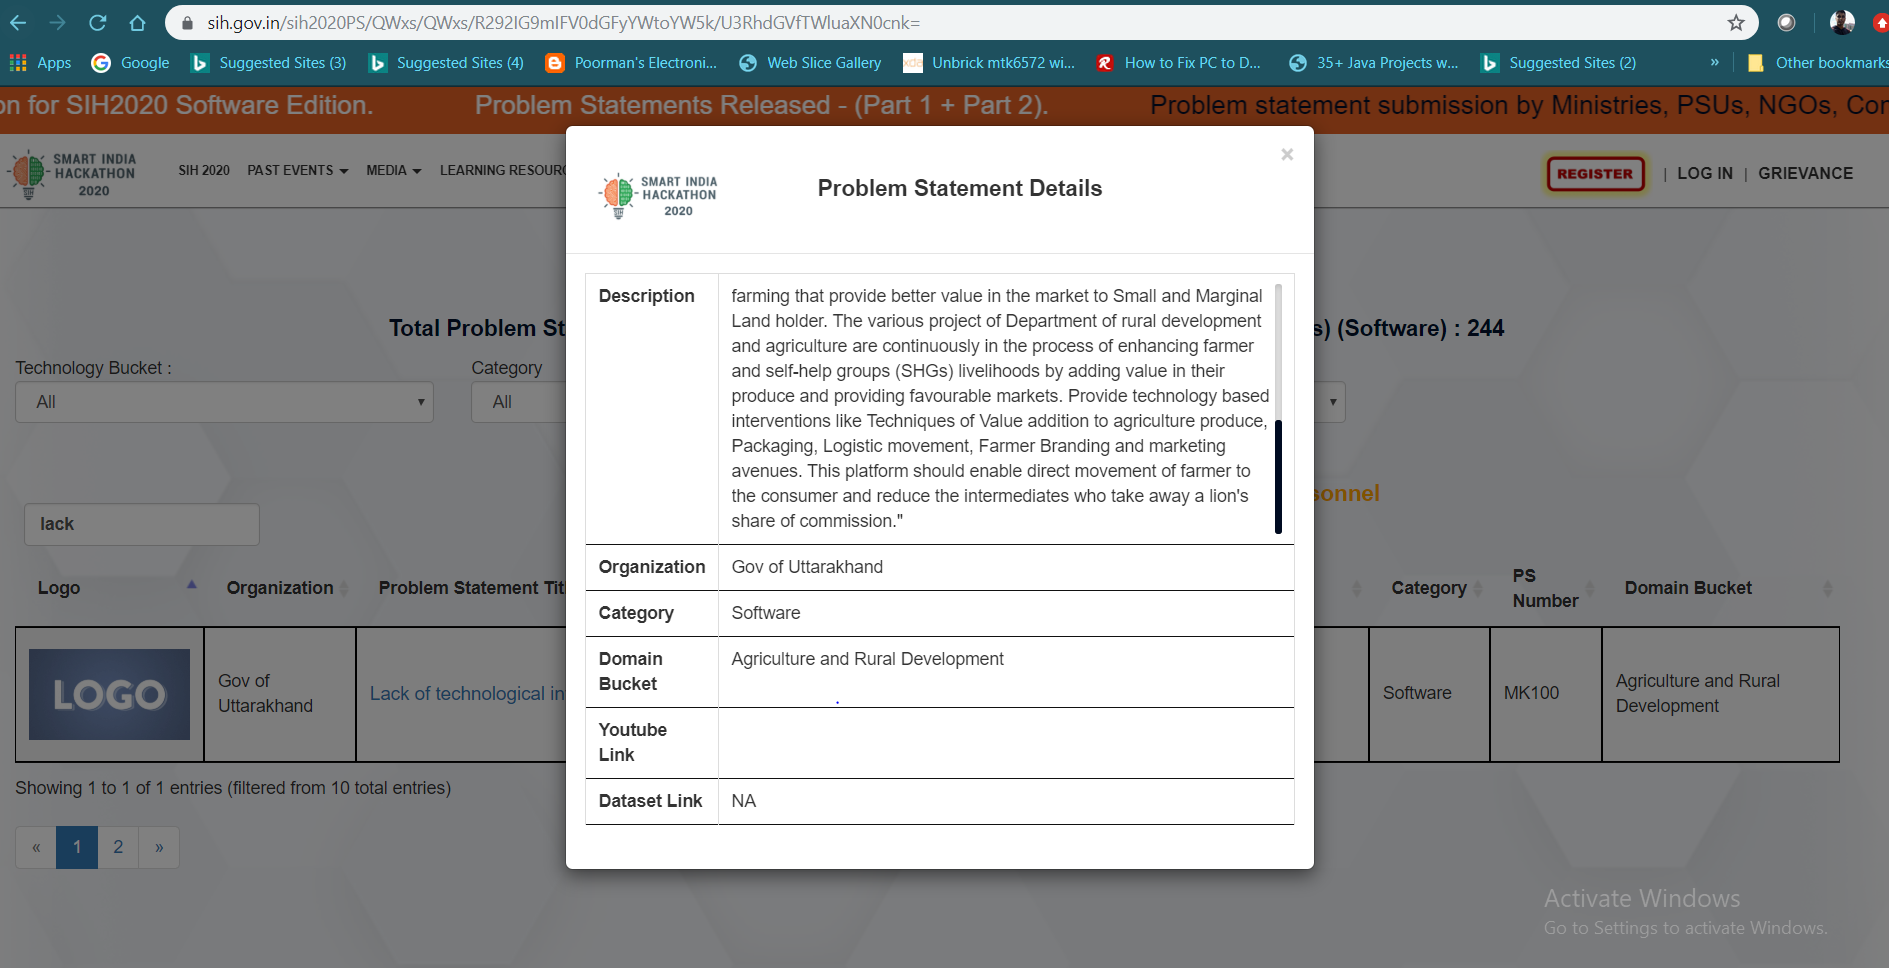 sih.gov.in/sih2020PS/QWxs/QWxs/R292IG9mIFV0dGFyYWtoYW5k/U3RhdGVfTWluaXN0cnk=
Apps Google Suggested Sites (3) Suggested Sites (4) Poorman's Electroni... Web Slice Gallery Unbrick mtk6572 wi... How to Fix PC to D... 35+ Java Projects w... Suggested Sites (2) » Other bookmarks
on for SIH2020 Software Edition. Problem Statements Released - (Part 1 + Part 2). Problem statement submission by Ministries, PSUs, NGOs, Con
SMART INDIA
HACKATHON
2020
SIH 2020 PAST EVENTS MEDIA LEARNING RESOURC
REGISTER | LOG IN | GRIEVANCE
×
SMART INDIA
HACKATHON
2020
Problem Statement Details
Description
farming that provide better value in the market to Small and Marginal
Land holder. The various project of Department of rural development
and agriculture are continuously in the process of enhancing farmer
and self-help groups (SHGs) livelihoods by adding value in their
produce and providing favourable markets. Provide technology based
interventions like Techniques of Value addition to agriculture produce,
Packaging, Logistic movement, Farmer Branding and marketing
avenues. This platform should enable direct movement of farmer to
the consumer and reduce the intermediates who take away a lion's
share of commission."
Organization Gov of Uttarakhand
Category Software
Domain
Bucket
Agriculture and Rural Development
Youtube
Link
Dataset Link NA
Total Problem St s) (Software) : 244
Technology Bucket : Category
All All
sonnel
lack
Logo Organization Problem Statement Tit Category PS
Number Domain Bucket
LOGO
Gov of
Uttarakhand
Lack of technological in
Software MK100
Agriculture and Rural
Development
Showing 1 to 1 of 1 entries (filtered from 10 total entries)
« 1 2 »
Activate Windows
Go to Settings to activate Windows.